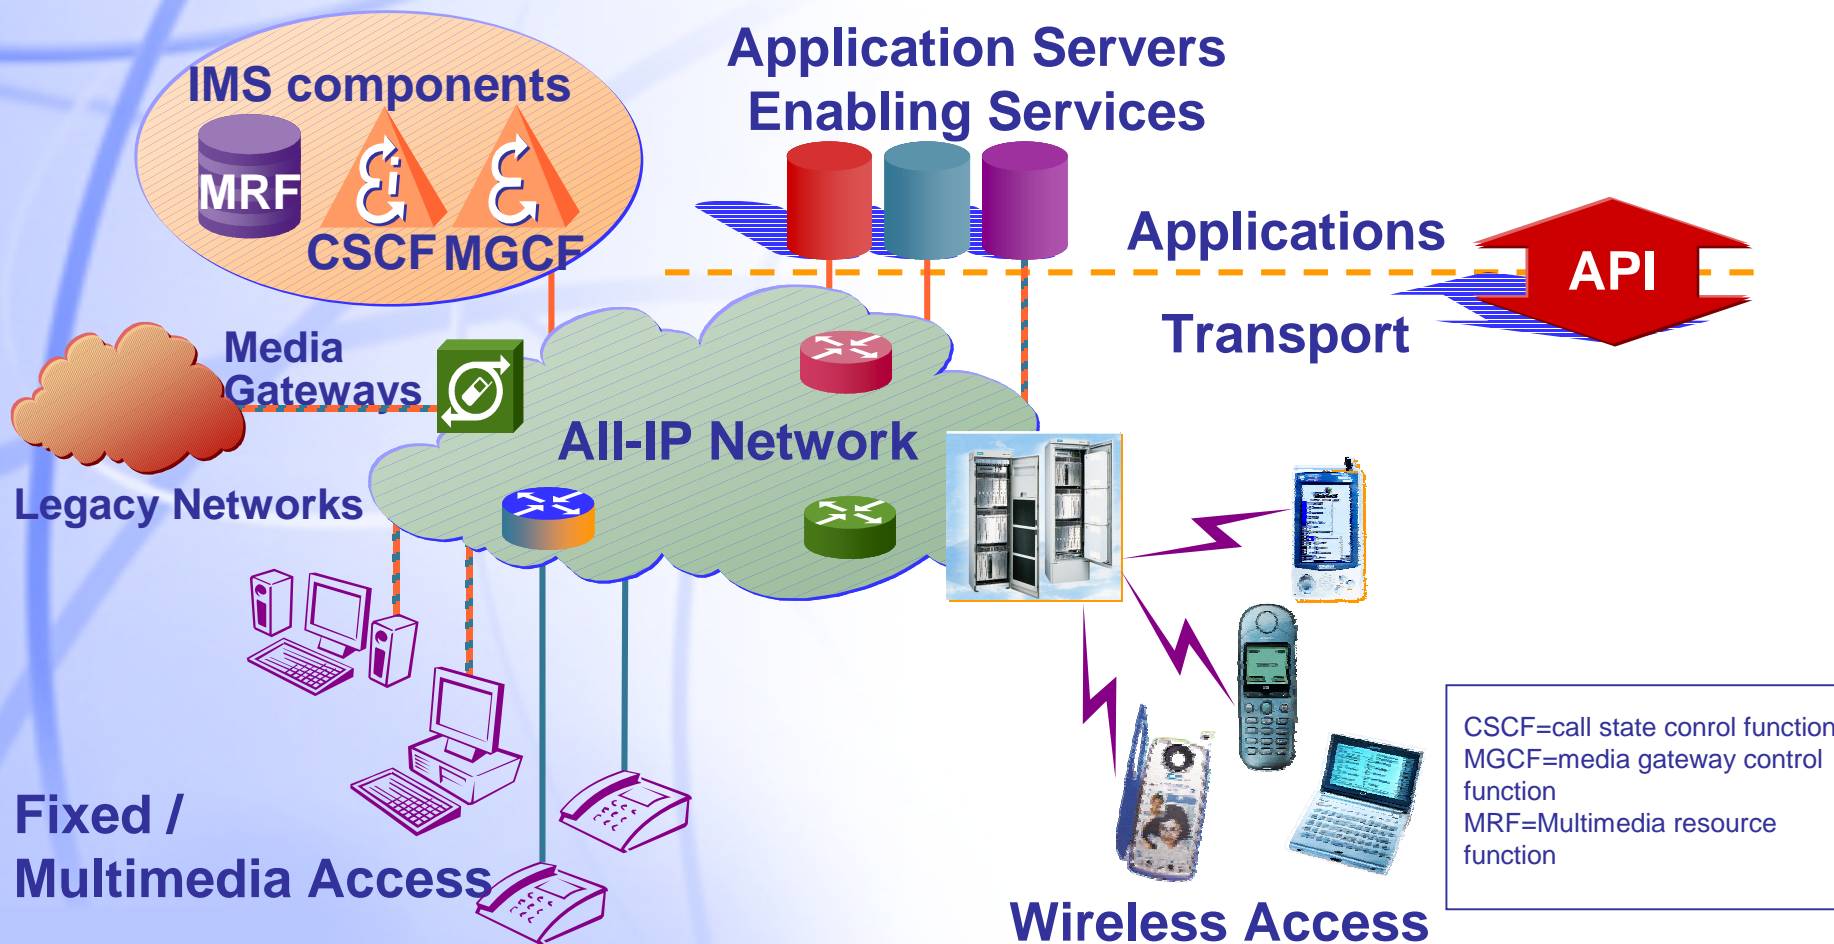 IMS components
MRF
CSCF
MGCF
Application Servers
Enabling Services
Applications
API
Transport
Media
Gateways
All-IP Network
Legacy Networks
Fixed /
Multimedia Access
Wireless Access
CSCF=call state conrol function
MGCF=media gateway control
function
MRF=Multimedia resource
function